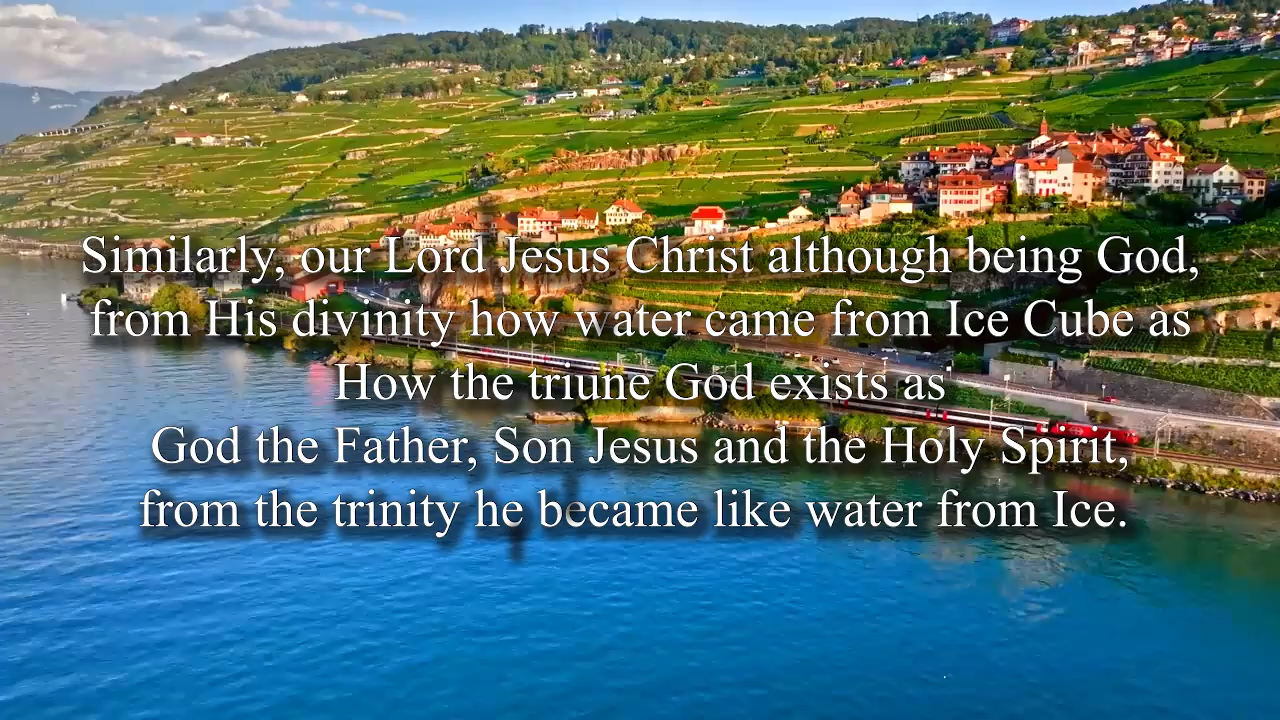 Similarly, our Lord Jesus Christ although being God,
from His divinity how water came from Ice Cube as
How the triune God exists as
God the Father, Son Jesus and the Holy Spirit,
from the trinity he became like water from Ice.